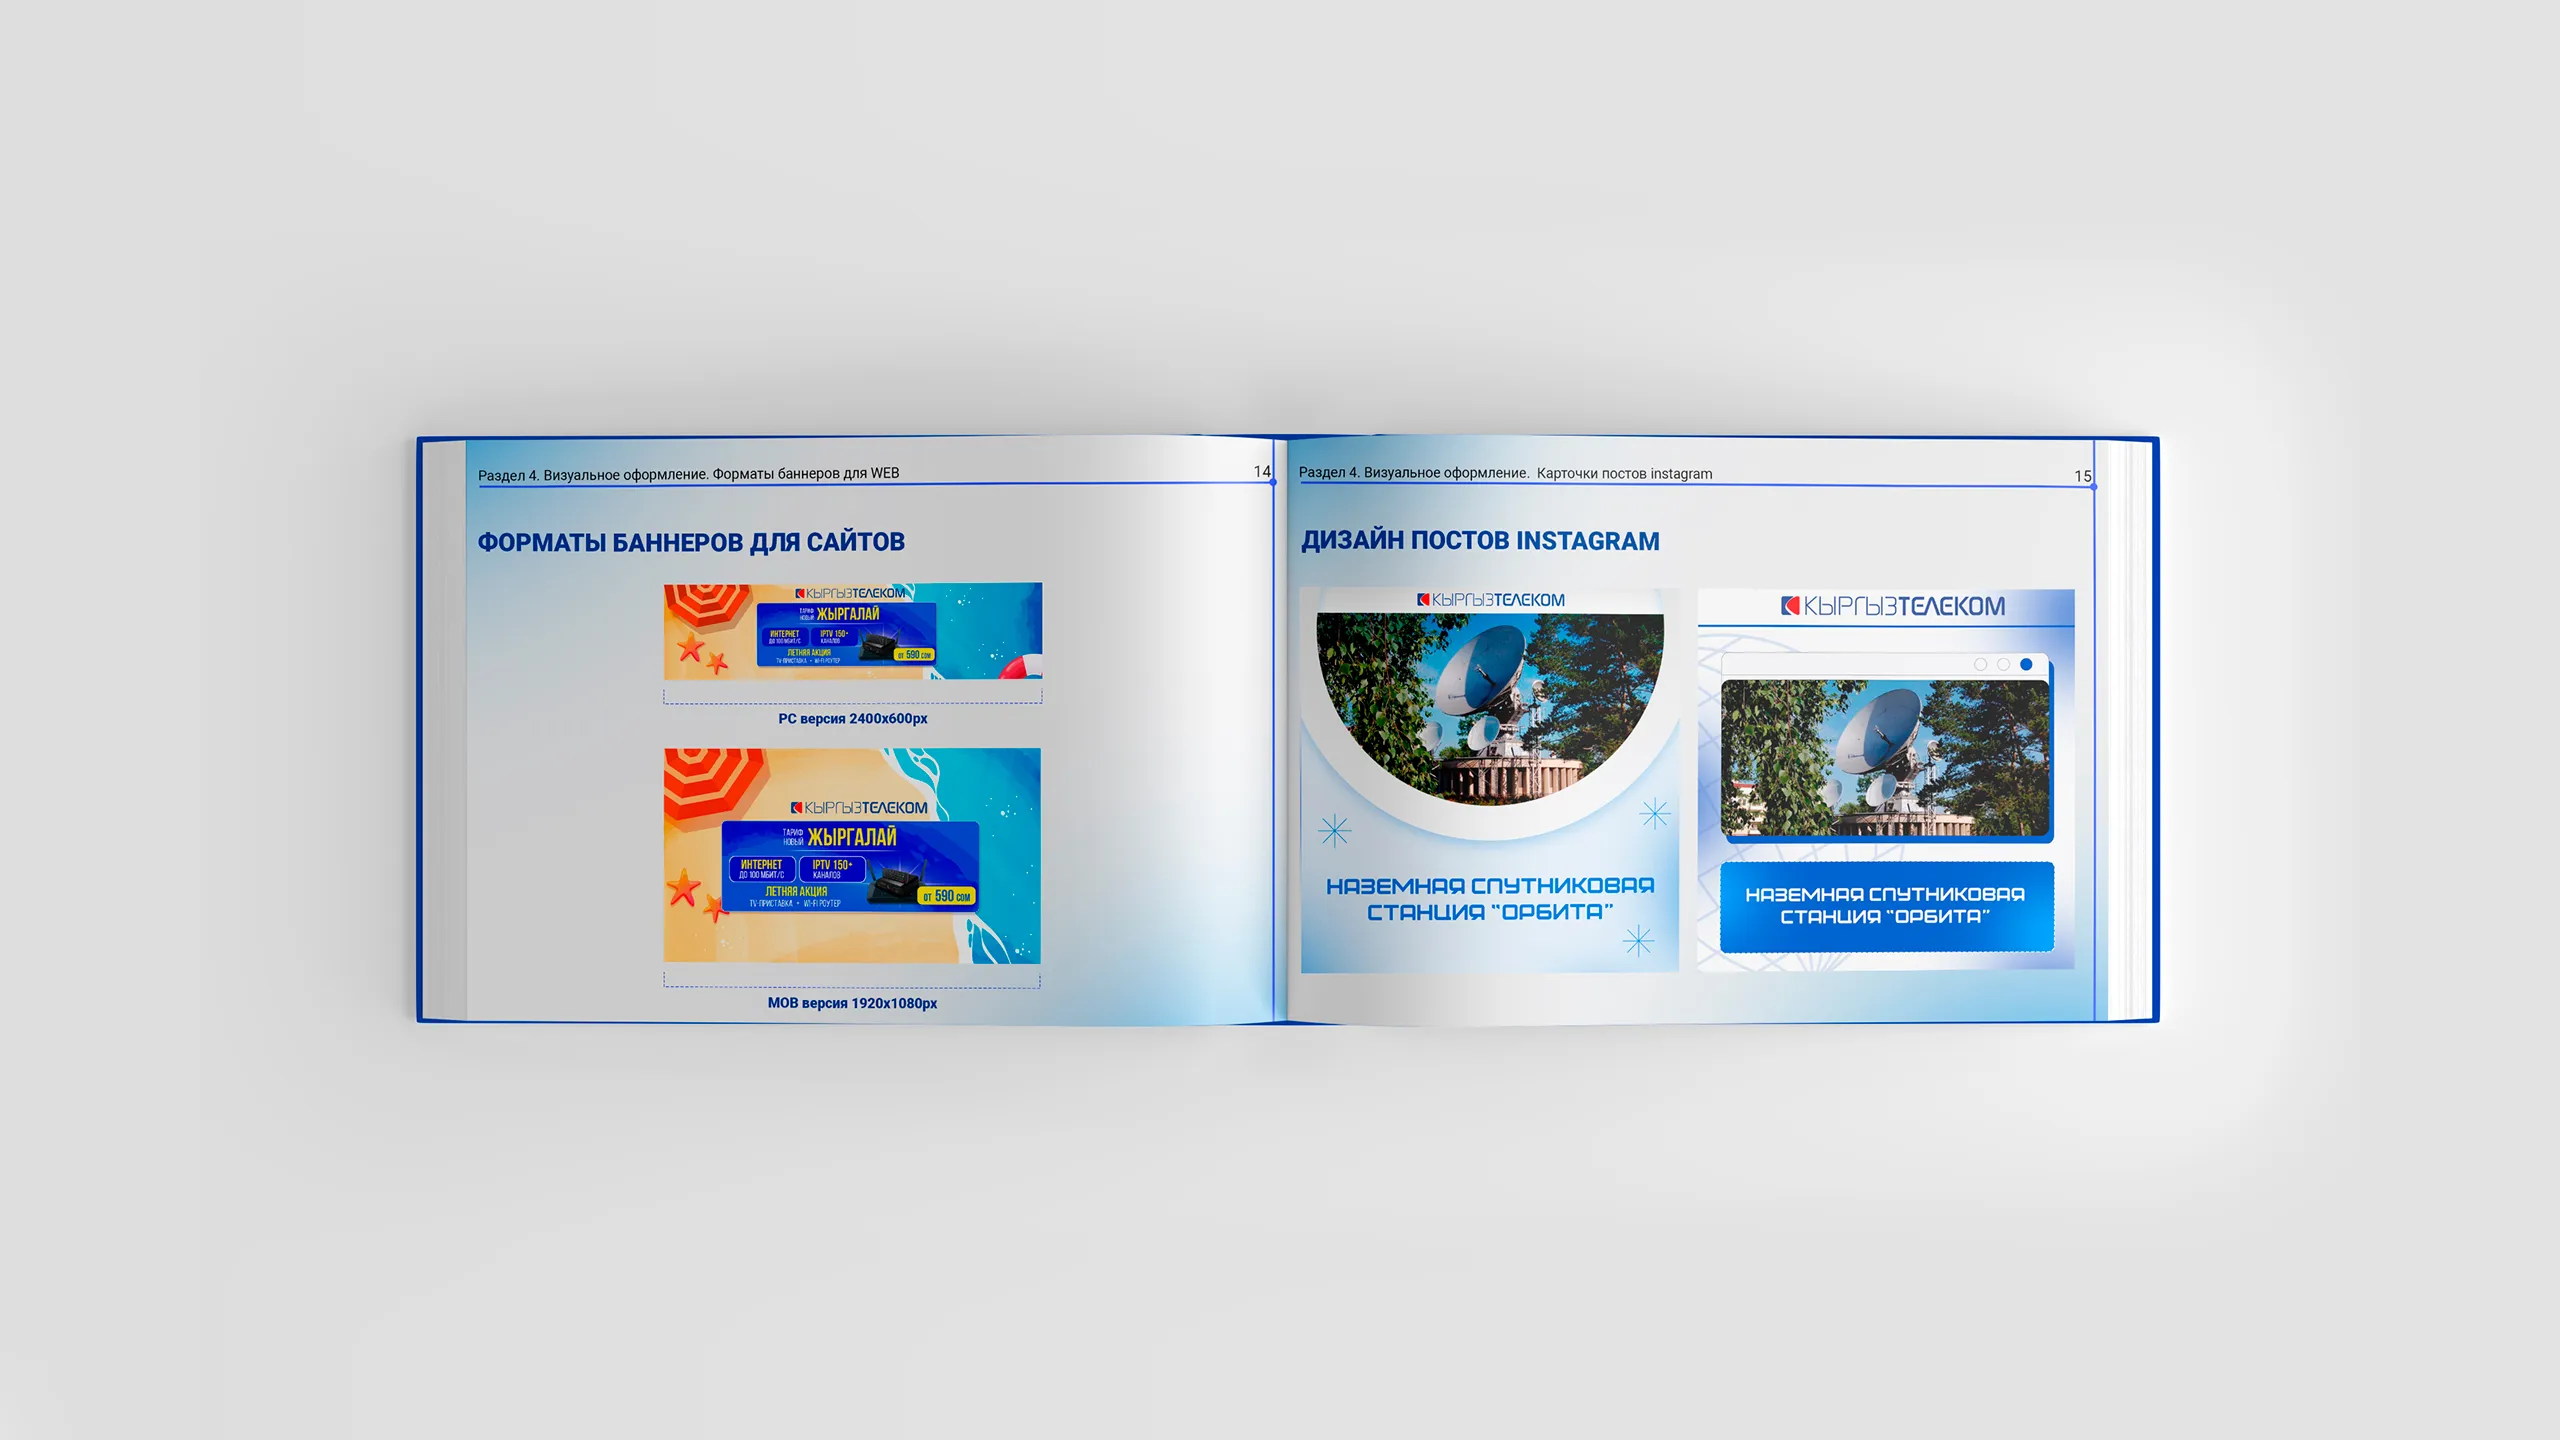 Раздел 4. Визуальное оформление. Форматы баннеров для WEB
14
ФОРМАТЫ БАННЕРОВ ДЛЯ САЙТОВ
КЫРГЫЗТЕЛЕКОМ
ТАРИФ
НОВЫЙ
ЖЫРГАЛАЙ
ИНТЕРНЕТ
ДО 100 МБИТ/С
IPTV 150+
КАНАЛОВ
ЛЕТНЯЯ АКЦИЯ
TV-ПРИСТАВКА + WI-FI РОУТЕР
ОТ 590 СОМ
PC версия 2400x600px
КЫРГЫЗТЕЛЕКОМ
ТАРИФ
НОВЫЙ
ЖЫРГАЛАЙ
ИНТЕРНЕТ
ДО 100 МБИТ/С
IPTV 150+
КАНАЛОВ
ЛЕТНЯЯ АКЦИЯ
TV-ПРИСТАВКА + WI-FI РОУТЕР
ОТ 590 СОМ
MOB версия 1920x1080px
Раздел 4. Визуальное оформление. Карточки постов instagram
15
ДИЗАЙН ПОСТОВ INSTAGRAM
КЫРГЫЗТЕЛЕКОМ
НАЗЕМНАЯ СПУТНИКОВАЯ
СТАНЦИЯ "ОРБИТА"
КЫРГЫЗТЕЛЕКОМ
НАЗЕМНАЯ СПУТНИКОВАЯ
СТАНЦИЯ "ОРБИТА"